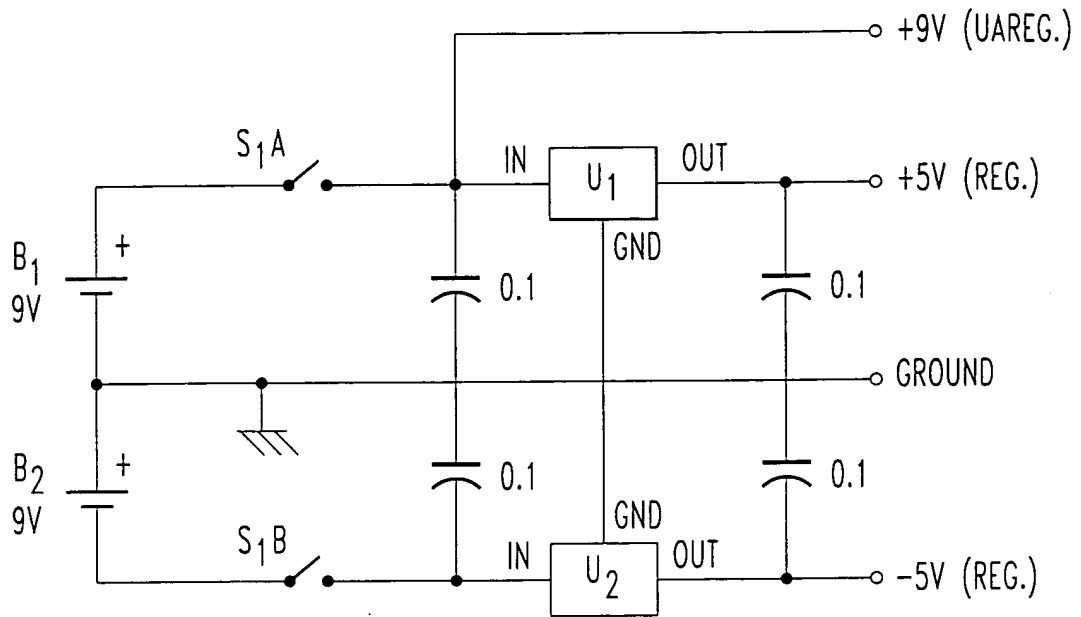 +9V (UAREG.)
S1A
IN
U1
OUT
+5V (REG.)
GND
B1
+
9V
0.1
0.1
GROUND
B2
+
9V
0.1
0.1
GND
S1B
IN
U2
OUT
-5V (REG.)